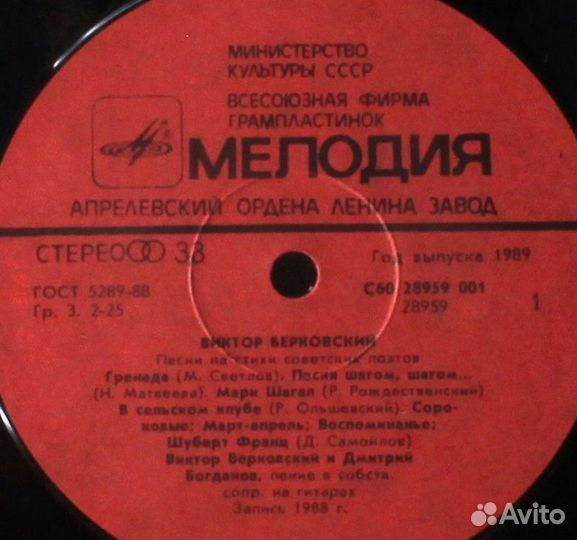 МИНИСТЕРСТВО
КУЛЬТУРЫ СССР
ВСЕСОЮЗНАЯ ФИРМА
ГРАМПЛАСТИНОК
МЕЛОДИЯ
АПРЕЛЕВСКИЙ ОРДЕНА ЛЕНИНА ЗАВОД
СТЕРЕО 33
Год выпуска 1989
ГОСТ 5289-88
С60 28959 001
Гр. 3. 2-25
28959
1
ВИКТОР БЕРКОВСКИЙ
Песни на стихи советских поэтов
Гренада (М. Светлов). Песня шагом, шагом...
(Н. Матвеева). Марк Шагал (Р. Рождественский)
В сельском клубе (Р. Ольшевский). Соро-
ковые; Март-апрель; Воспоминанье;
Шуберт Франц (Д. Самойлов)
Виктор Берковский и Дмитрий
Богданов, пение в собств.
сопр. на гитарах
Запись 1988 г.
Avito